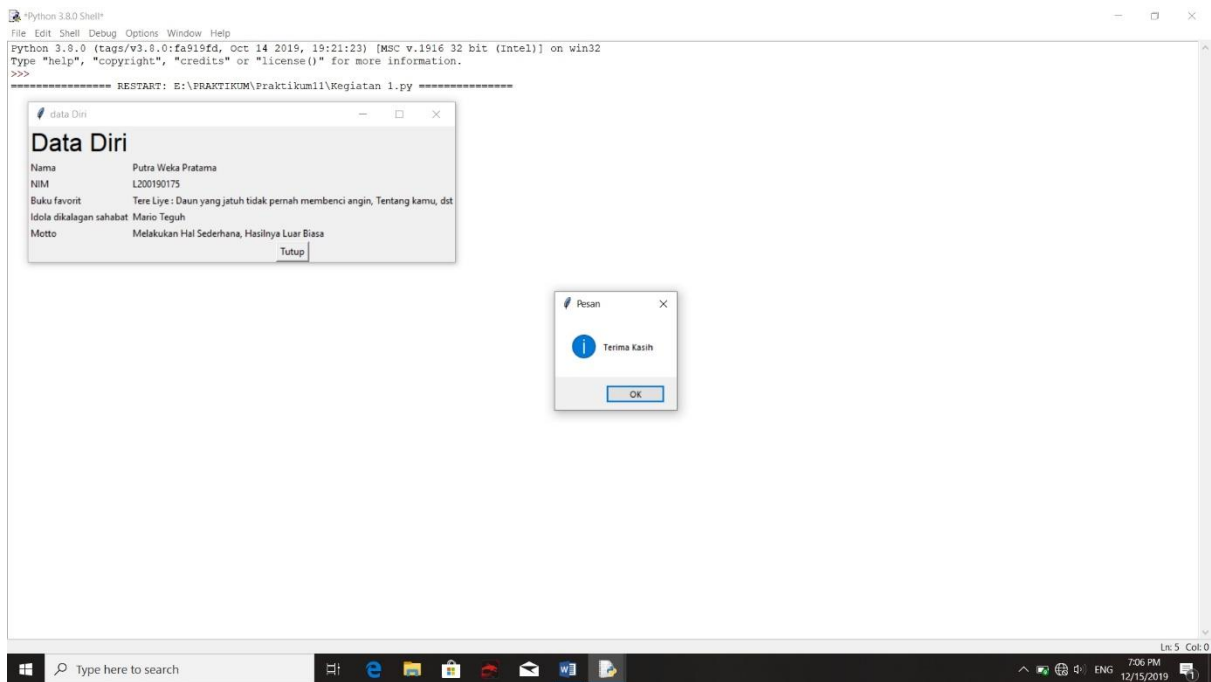 *Python 3.8.0 Shell*
File Edit Shell Debug Options Window Help
Python 3.8.0 (tags/v3.8.0:fa919fd, Oct 14 2019, 19:21:23) [MSC v.1916 32 bit (Intel)] on win32
Type "help", "copyright", "credits" or "license()" for more information.
>>>
================ RESTART: E:\PRAKTIKUM\Praktikum11\Kegiatan 1.py ===============
data Diri
Data Diri
Nama Putra Weka Pratama
NIM L200190175
Buku favorit Tere Liye : Daun yang jatuh tidak pernah membenci angin, Tentang kamu, dst
Idola dikalagan sahabat Mario Teguh
Motto Melakukan Hal Sederhana, Hasilnya Luar Biasa
Tutup
Pesan
Terima Kasih
OK
Ln: 5 Col: 0
Type here to search
ENG
7:06 PM
12/15/2019